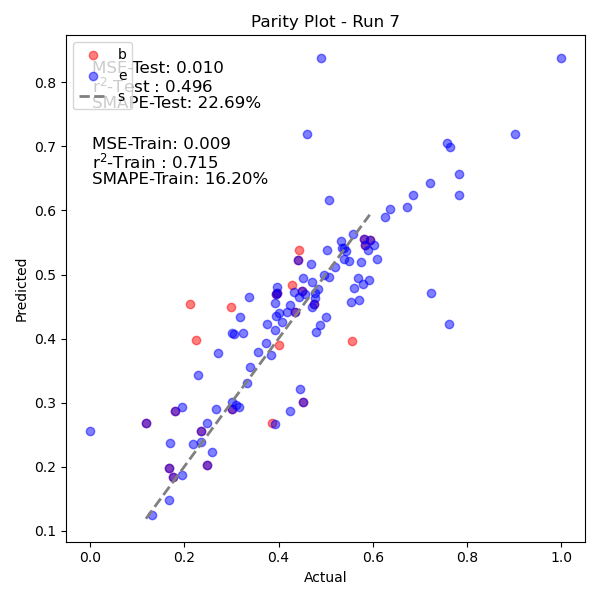 Parity Plot - Run 7
b
e
s
MSE-Test: 0.010
r²-Test : 0.496
SMAPE-Test: 22.69%
MSE-Train: 0.009
r²-Train : 0.715
SMAPE-Train: 16.20%
Predicted
0.8
0.7
0.6
0.5
0.4
0.3
0.2
0.1
0.0 0.2 0.4 0.6 0.8 1.0
Actual